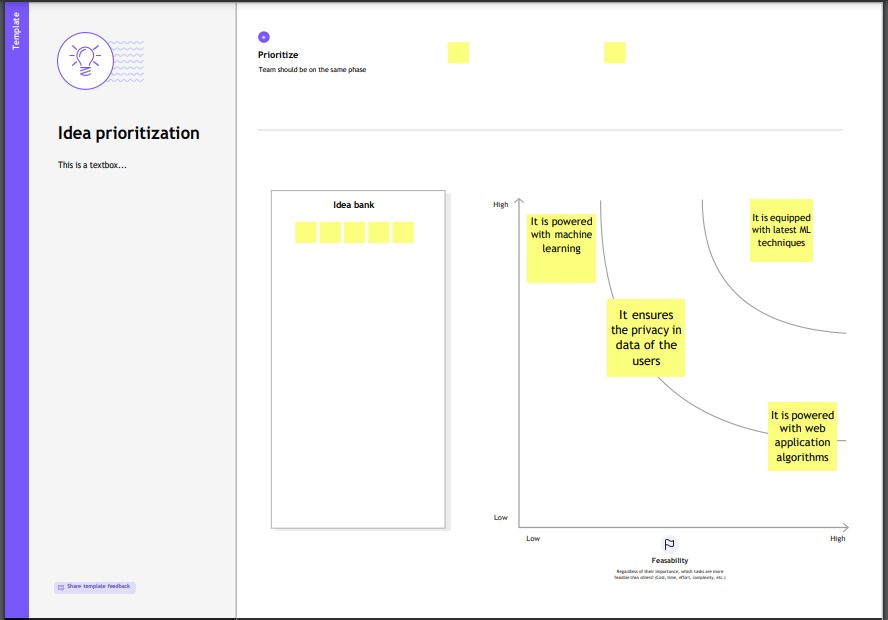 Template
Idea prioritization
This is a textbox...
Share template feedback
Prioritize
Team should be on the same phase
Idea bank
High
It is powered
with machine
learning
It is equipped
with latest ML
techniques
It ensures
the privacy in
data of the
users
It is powered
with web
application
algorithms
Low
Low
High
Feasability
Regardless of their importance, which tasks are more
feasible than others? (Cost, time, effort, complexity, etc.)